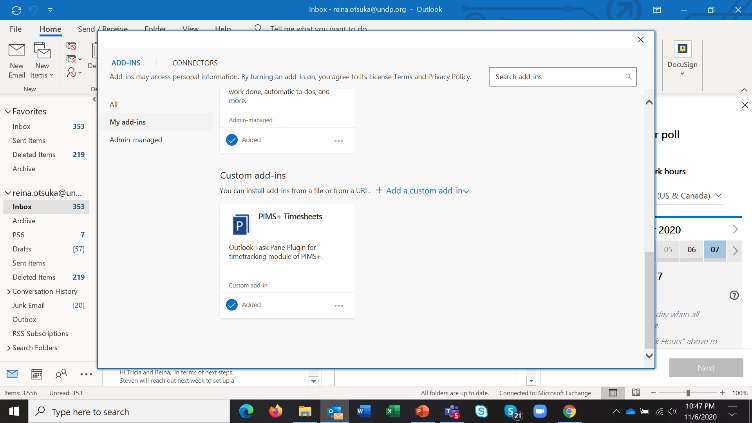 Inbox - reina.otsuka@undp.org - Outlook
File Home Send / Receive Folder View Help Tell me what you want to do
New Email
New Items
New
DocuSign
ADD-INS CONNECTORS
Add-ins may access personal information. By turning an add-in on, you agree to its License Terms and Privacy Policy.
Search add-ins
All
My add-ins
Admin-managed
work done, automatic to dos, and
more.
Admin-managed
Added
Custom add-ins
You can install add-ins from a file or from a URL. + Add a custom add-in
PIMS+ Timesheets
Outlook Task Pane Plugin for
timetracking module of PIMS+.
Custom add-in
Added
Favorites
Inbox 353
Sent Items
Deleted Items 219
Archive
reina.otsuka@un...
Inbox 353
Archive
PS6 7
Drafts [57]
Sent Items
Deleted Items 219
Conversation History
Junk Email [20]
Outbox
RSS Subscriptions
Search Folders
r poll
rk hours
(US & Canada)
r 2020
05 06 07
7
day when all
e.
k Hours" above to
Next
Hi Tricia and Reina, In terms of next steps.
Steven will reach out next week to set up a
Items: 3,556 Unread: 353
All folders are up to date. Connected to: Microsoft Exchange
100%
Type here to search
10:47 PM
11/6/2020